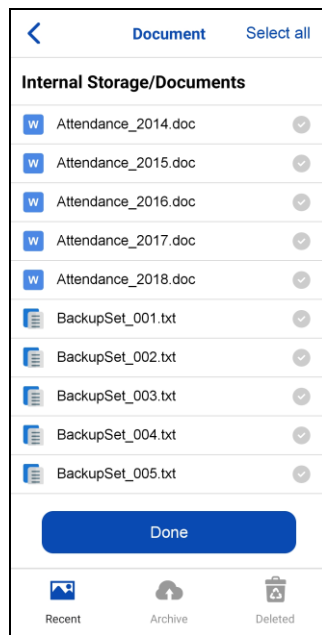 Document Select all
Internal Storage/Documents
W Attendance_2014.doc
W Attendance_2015.doc
W Attendance_2016.doc
W Attendance_2017.doc
W Attendance_2018.doc
BackupSet_001.txt
BackupSet_002.txt
BackupSet_003.txt
BackupSet_004.txt
BackupSet_005.txt
Done
Recent Archive Deleted